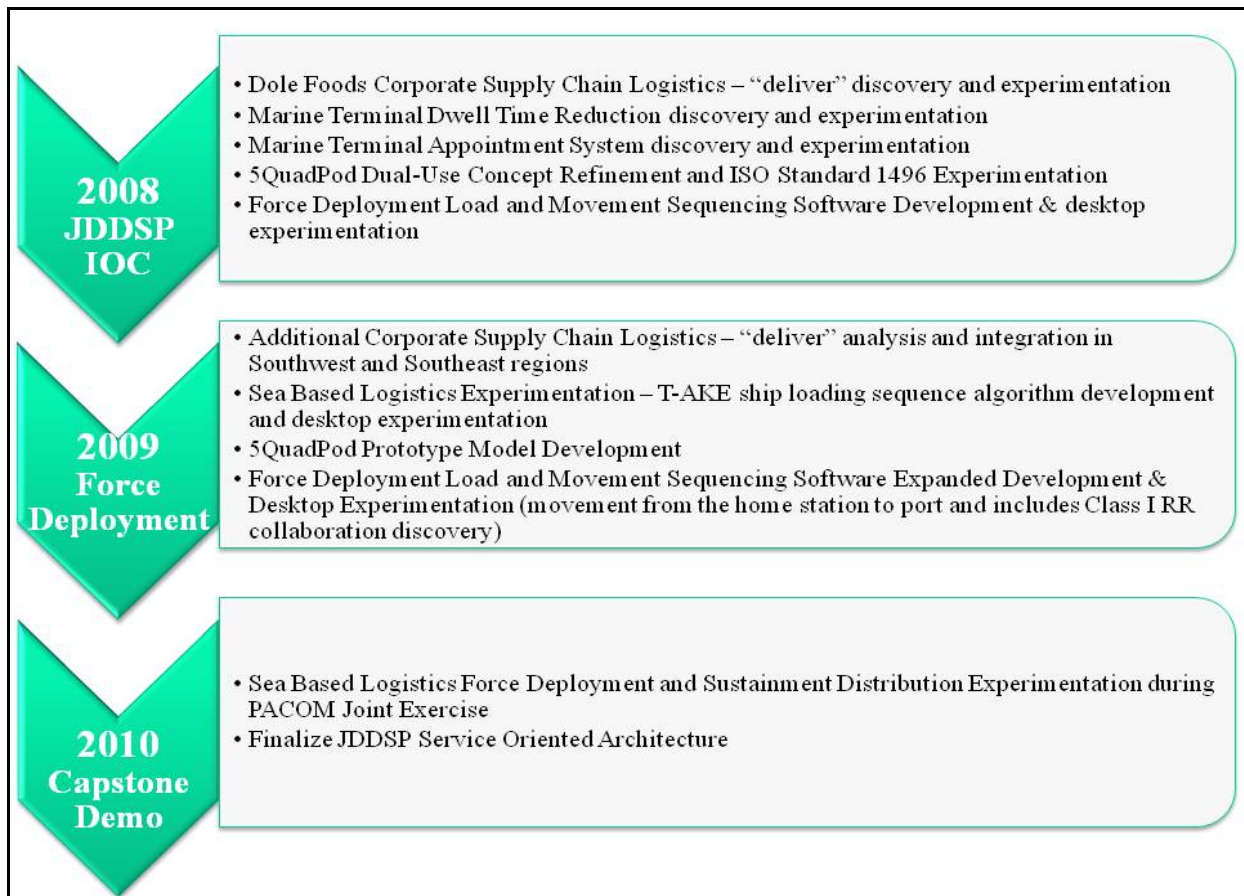 2008
JDDSP
IOC
• Dole Foods Corporate Supply Chain Logistics – “deliver” discovery and experimentation
• Marine Terminal Dwell Time Reduction discovery and experimentation
• Marine Terminal Appointment System discovery and experimentation
• 5QuadPod Dual-Use Concept Refinement and ISO Standard 1496 Experimentation
• Force Deployment Load and Movement Sequencing Software Development & desktop
experimentation
2009
Force
Deployment
• Additional Corporate Supply Chain Logistics – “deliver” analysis and integration in
Southwest and Southeast regions
• Sea Based Logistics Experimentation – T-AKE ship loading sequence algorithm development
and desktop experimentation
• 5QuadPod Prototype Model Development
• Force Deployment Load and Movement Sequencing Software Expanded Development &
Desktop Experimentation (movement from the home station to port and includes Class I RR
collaboration discovery)
2010
Capstone
Demo
• Sea Based Logistics Force Deployment and Sustainment Distribution Experimentation during
PACOM Joint Exercise
• Finalize JDDSP Service Oriented Architecture